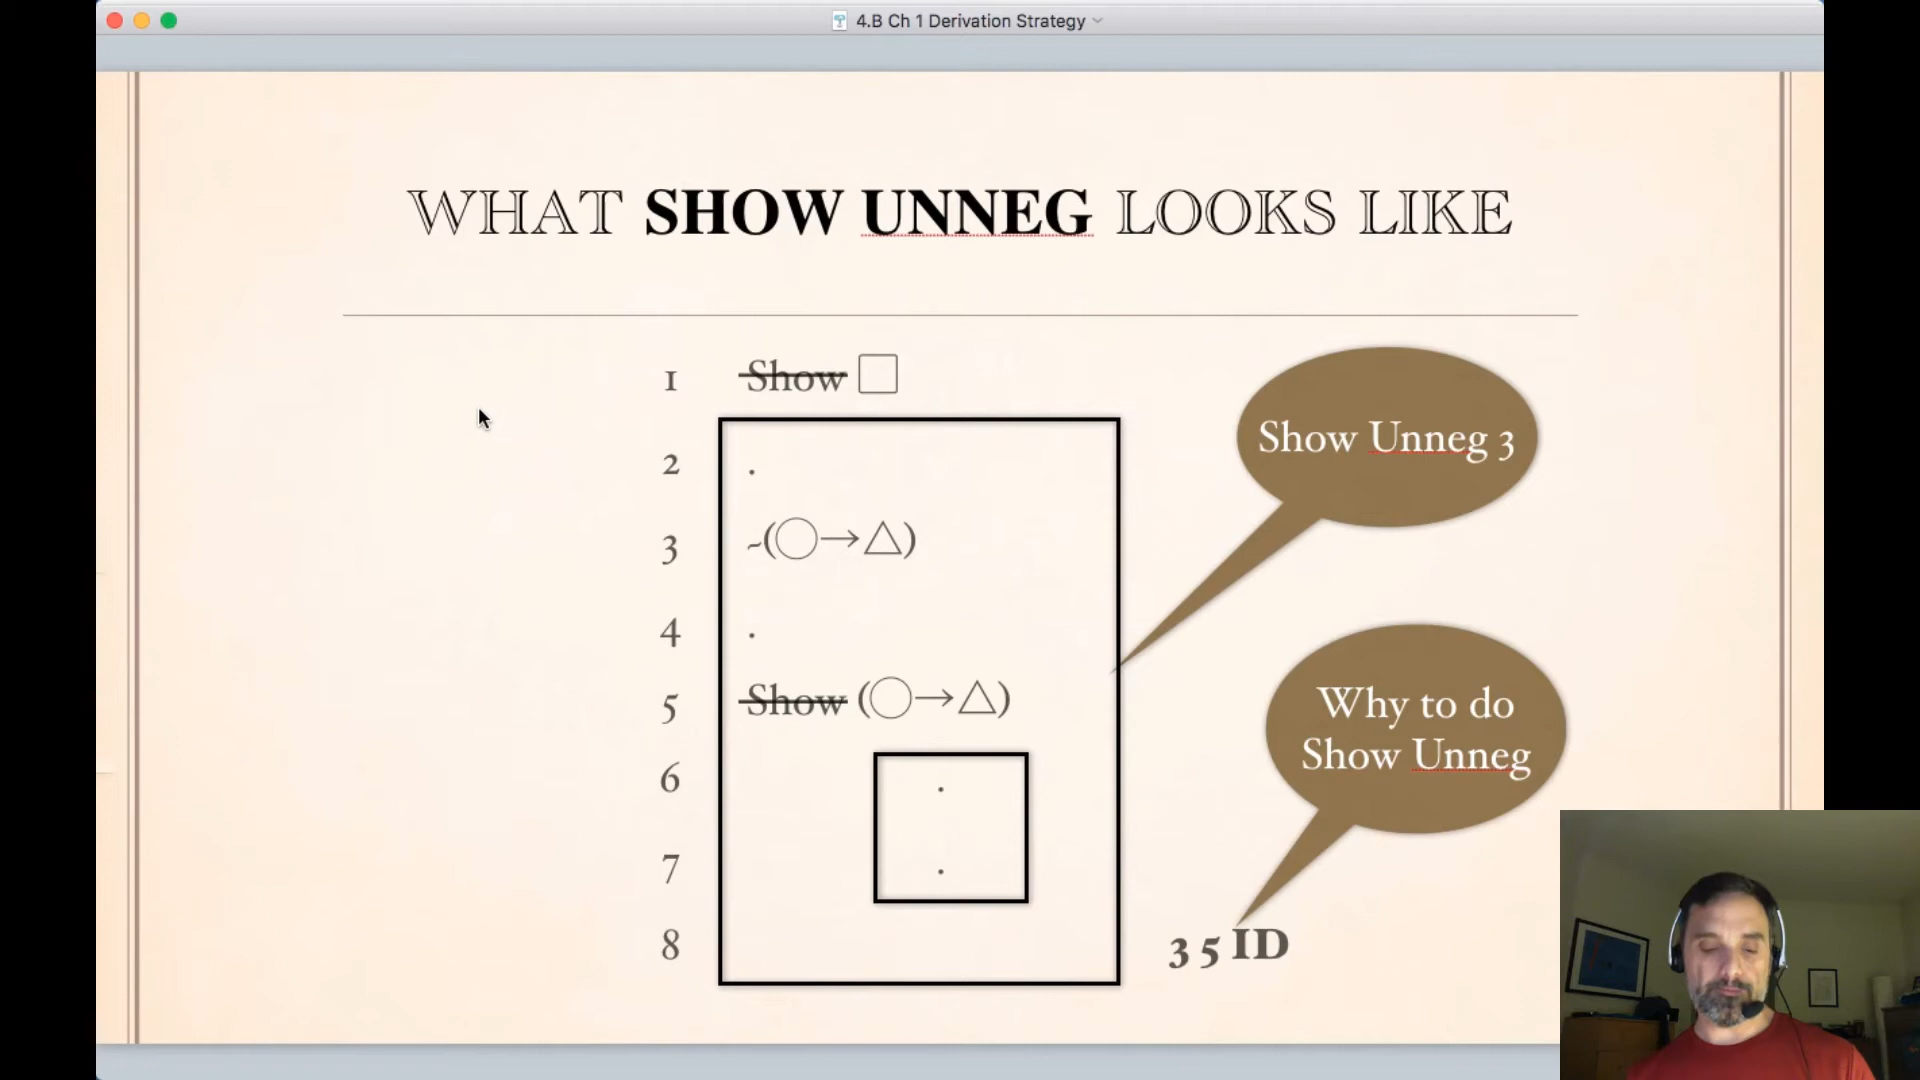 4.B Ch 1 Derivation Strategy
WHAT SHOW UNNEG LOOKS LIKE
1 Show □
2 .
3 ~(○→△)
4 .
5 Show (○→△)
6 .
7 .
8 3 5 ID
Show Unneg 3
Why to do
Show Unneg